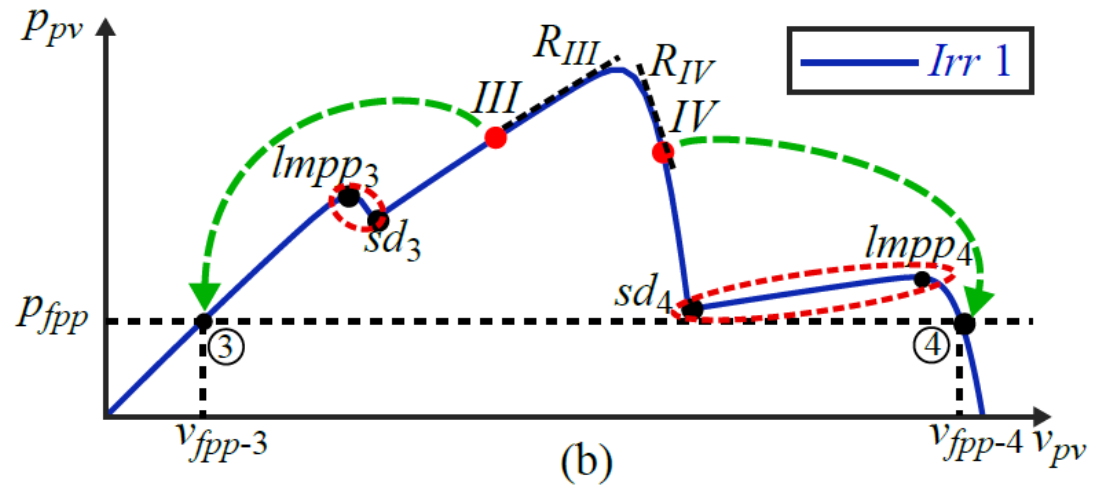 p_pv
R_III
R_IV
Irr 1
III
IV
lmpp_3
sd_3
lmpp_4
sd_4
p_fpp
③
④
v_fpp-3
v_fpp-4
v_pv
(b)